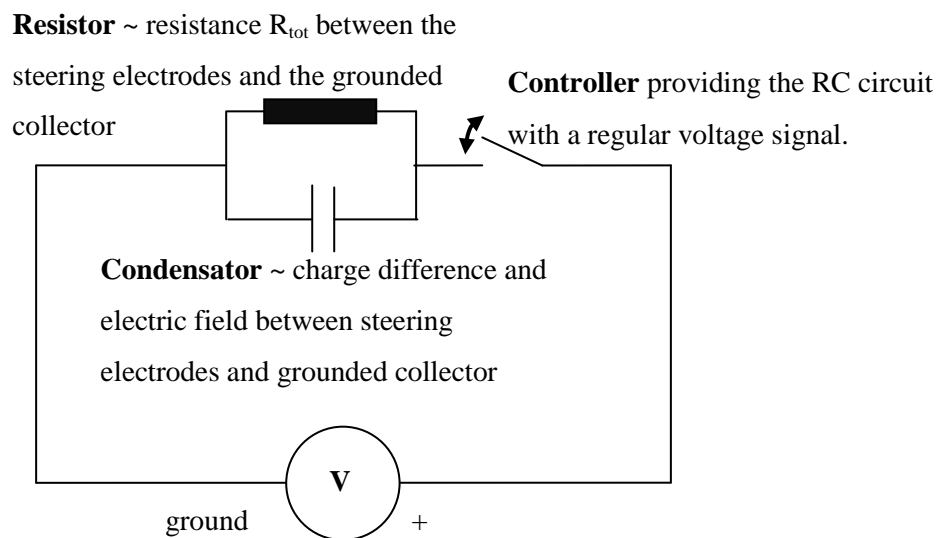 Resistor ~ resistance Rtot between the
steering electrodes and the grounded
collector
Controller providing the RC circuit
with a regular voltage signal.
Condensator ~ charge difference and
electric field between steering
electrodes and grounded collector
V
ground +